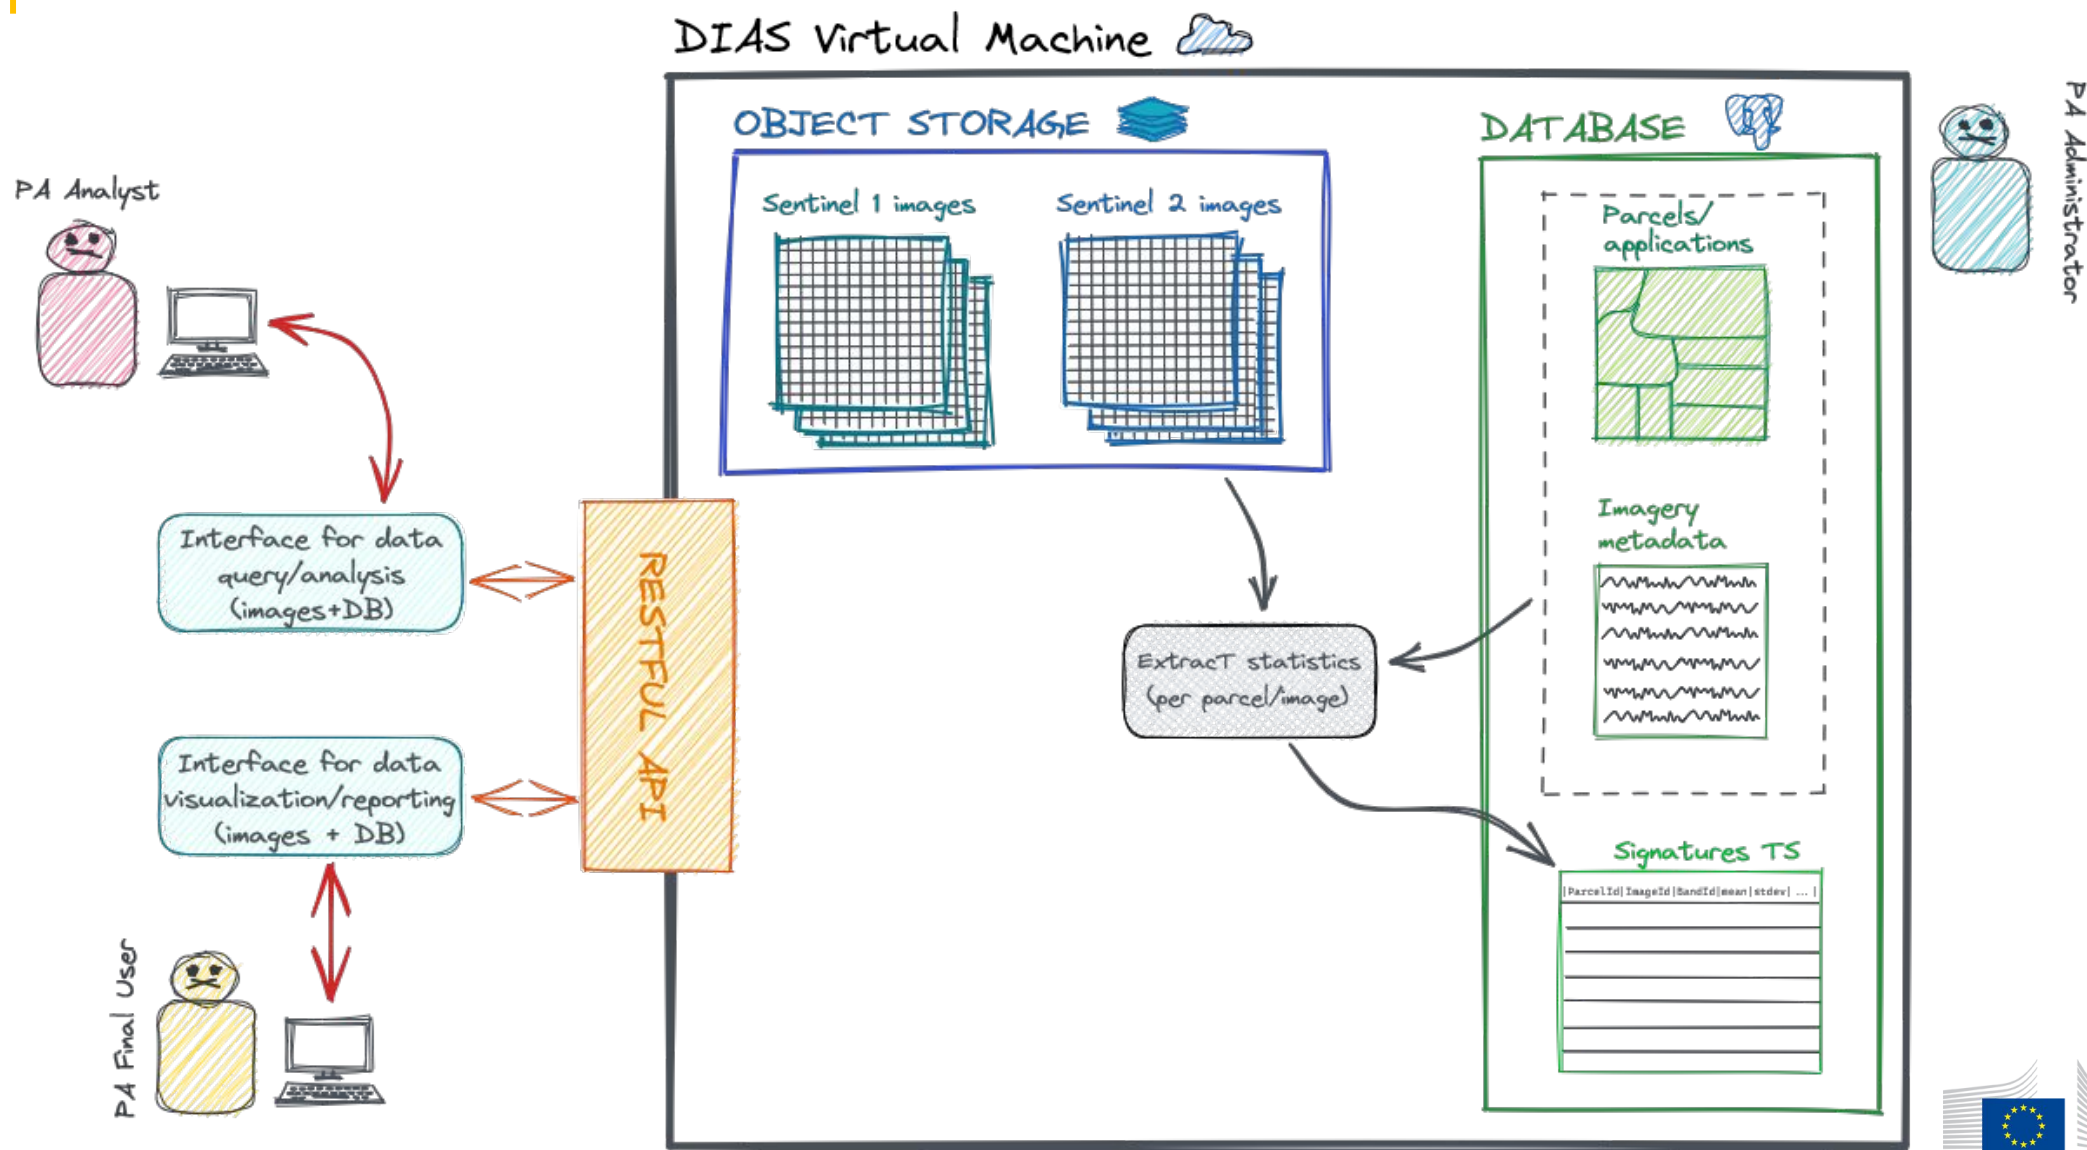 DIAS Virtual Machine
OBJECT STORAGE
DATABASE
PA Administrator
PA Analyst
Sentinel 1 images
Sentinel 2 images
Parcels/
applications
Imagery
metadata
Interface for data
query/analysis
(images+DB)
RESTFUL API
ExtracT statistics
(per parcel/image)
Interface for data
visualization/reporting
(images + DB)
Signatures TS
|ParcelId|ImageId|BandId|mean|stdev| ... |
PA Final User